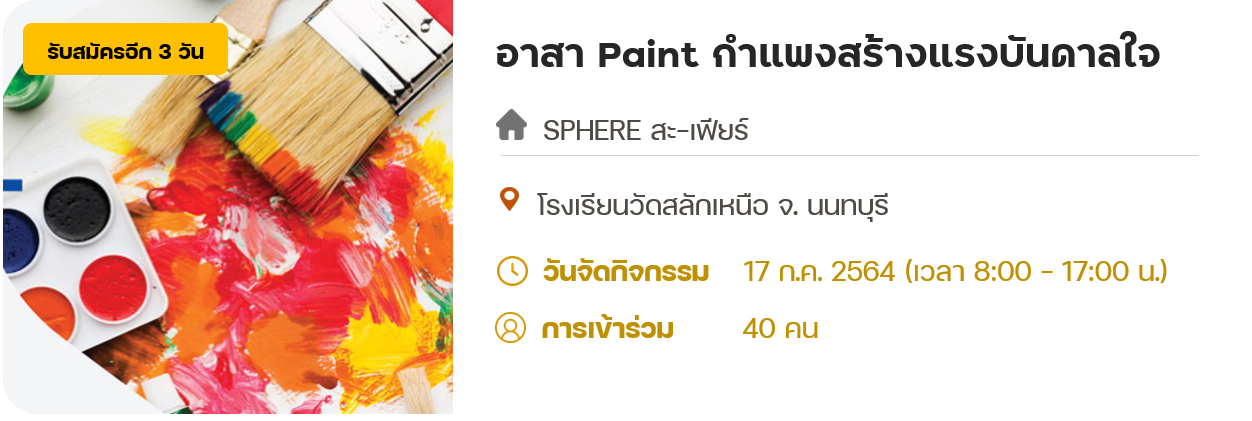 รับสมัครอีก 3 วัน
อาสา Paint กำแพงสร้างแรงบันดาลใจ
SPHERE สะ-เฟียร์
โรงเรียนวัดสลักเหนือ จ. นนทบุรี
วันจัดกิจกรรม 17 ก.ค. 2564 (เวลา 8:00 - 17:00 น.)
การเข้าร่วม 40 คน